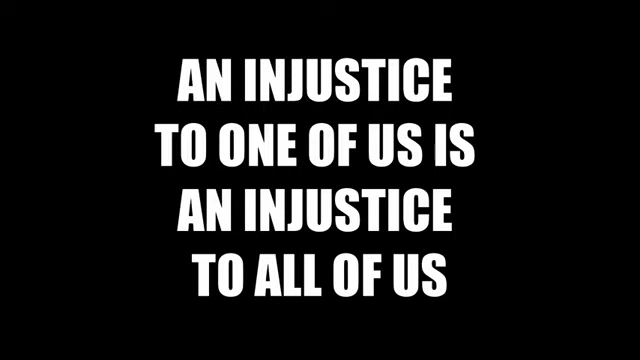 AN INJUSTICE
TO ONE OF US IS
AN INJUSTICE
TO ALL OF US